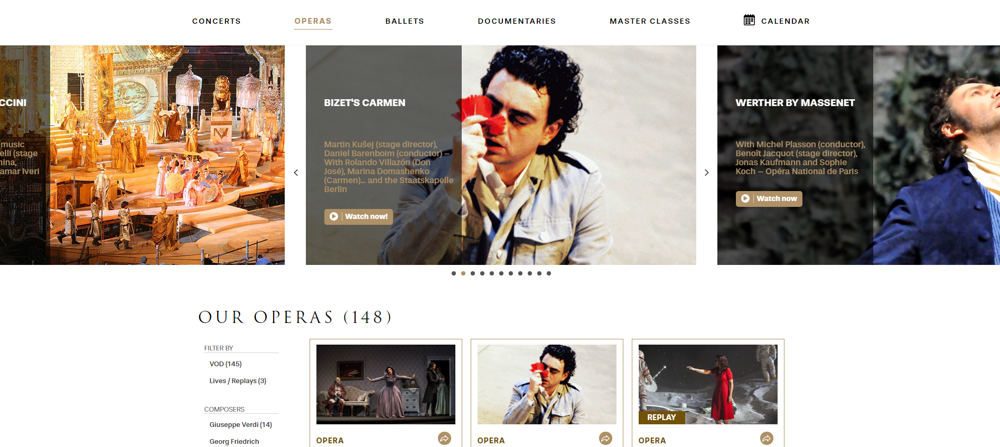 CONCERTS
OPERAS
BALLETS
DOCUMENTARIES
MASTER CLASSES
CALENDAR
CCINI
music
elli (stage
nina,
amar Iveri
BIZET'S CARMEN
Martin Kušej (stage director),
Daniel Barenboim (conductor) –
With Rolando Villazón (Don
José), Marina Domashenko
(Carmen)... and the Staatskapelle
Berlin
Watch now!
WERTHER BY MASSENET
With Michel Plasson (conductor),
Benoît Jacquot (stage director),
Jonas Kaufmann and Sophie
Koch – Opéra National de Paris
Watch now
OUR OPERAS (148)
FILTER BY
VOD (145)
Lives / Replays (3)
COMPOSERS
Giuseppe Verdi (14)
Georg Friedrich
OPERA
OPERA
REPLAY
OPERA